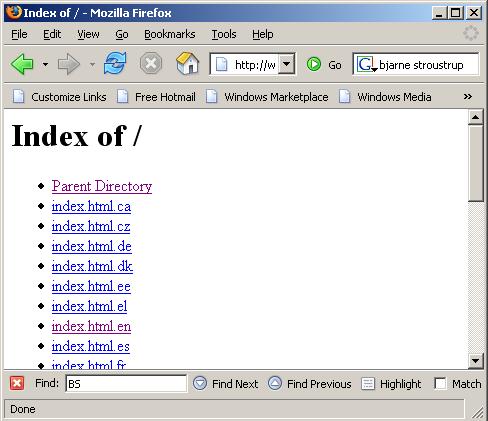 Index of / - Mozilla Firefox
File Edit View Go Bookmarks Tools Help
http://w Go G bjarne stroustrup
Customize Links Free Hotmail Windows Marketplace Windows Media »
Index of /
Parent Directory
index.html.ca
index.html.cz
index.html.de
index.html.dk
index.html.ee
index.html.el
index.html.en
index.html.es
index.html.fr
Find: BS Find Next Find Previous Highlight Match
Done